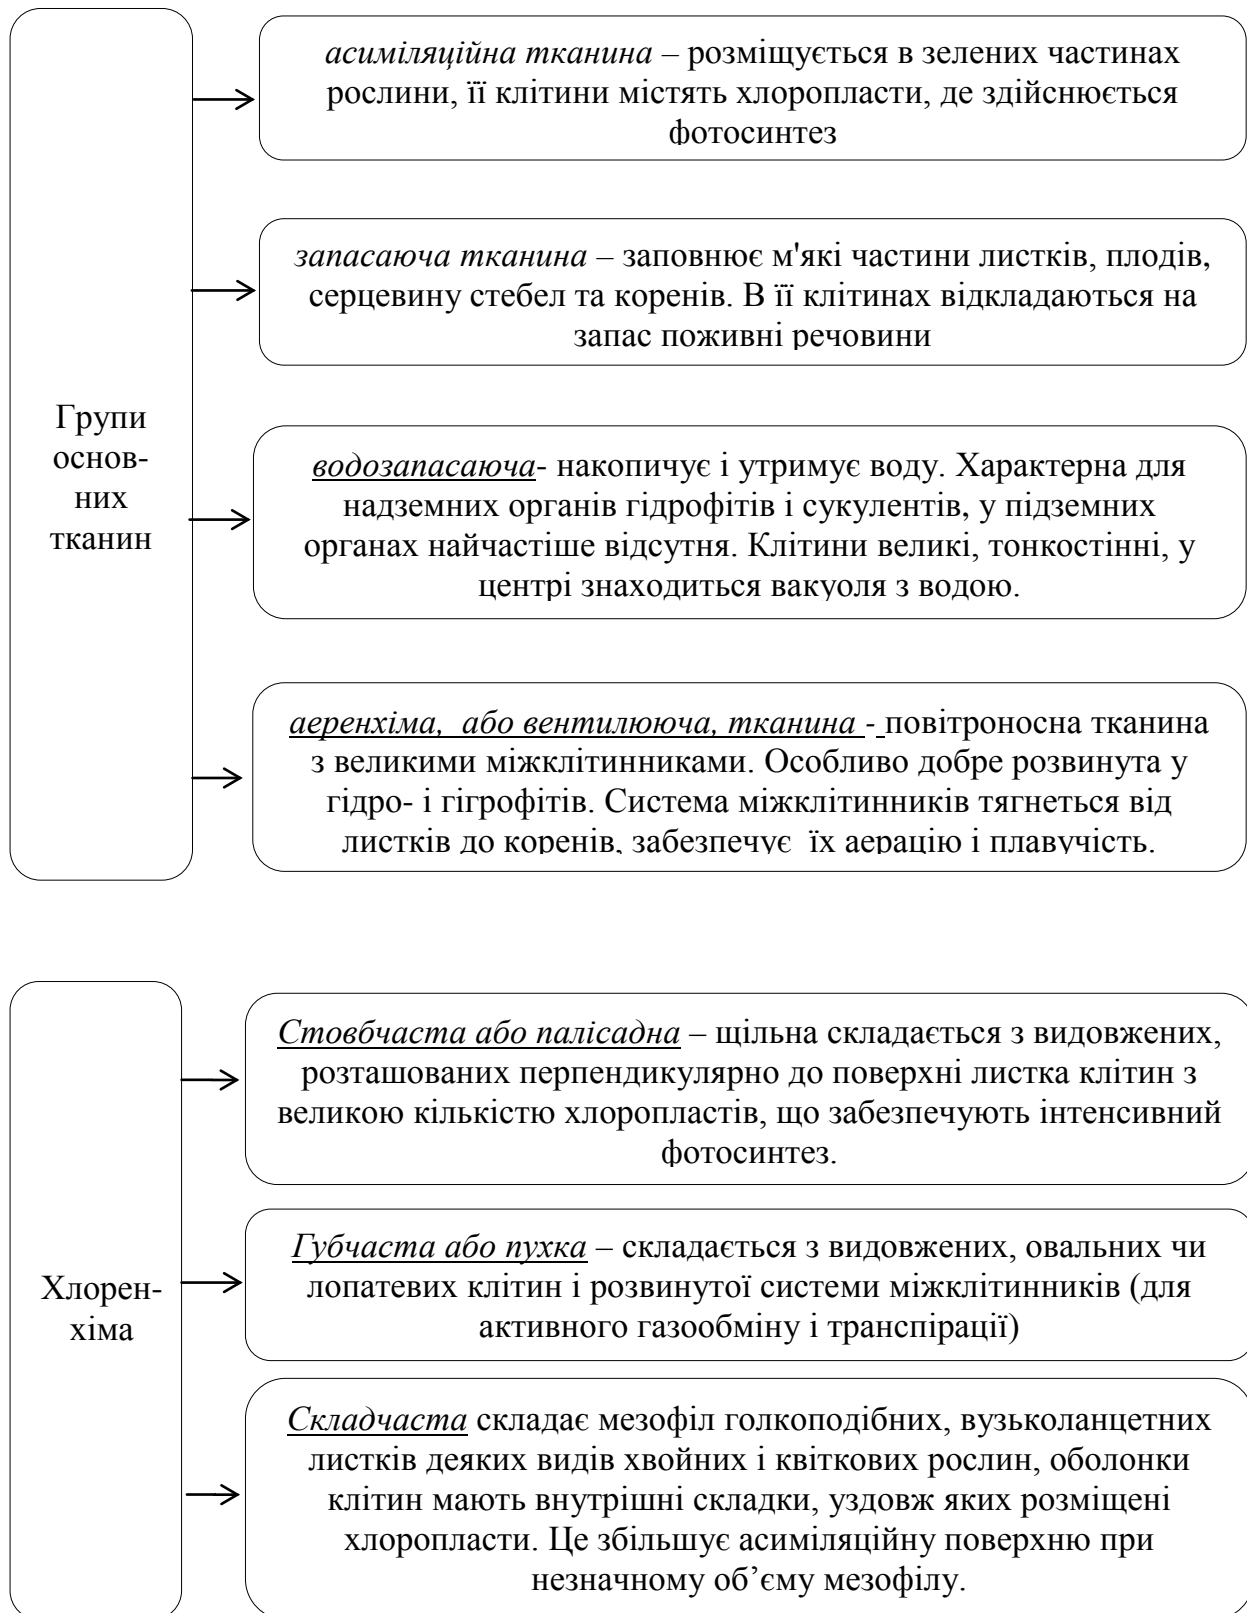 асиміляційна тканина – розміщується в зелених частинах
рослини, її клітини містять хлоропласти, де здійснюється
фотосинтез
запасаюча тканина – заповнює м'які частини листків, плодів,
серцевину стебел та коренів. В її клітинах відкладаються на
запас поживні речовини
Групи
основ-
них
тканин
водозапасаюча- накопичує і утримує воду. Характерна для
надземних органів гідрофітів і сукулентів, у підземних
органах найчастіше відсутня. Клітини великі, тонкостінні, у
центрі знаходиться вакуоля з водою.
аеренхіма, або вентилююча, тканина - повітроносна тканина
з великими міжклітинниками. Особливо добре розвинута у
гідро- і гігрофітів. Система міжклітинників тягнеться від
листків до коренів, забезпечує їх аерацію і плавучість.
Стовбчаста або палісадна – щільна складається з видовжених,
розташованих перпендикулярно до поверхні листка клітин з
великою кількістю хлоропластів, що забезпечують інтенсивний
фотосинтез.
Хлорен-
хіма
Губчаста або пухка – складається з видовжених, овальних чи
лопатевих клітин і розвинутої системи міжклітинників (для
активного газообміну і транспірації)
Складчаста складає мезофіл голкоподібних, вузьколанцетних
листків деяких видів хвойних і квіткових рослин, оболонки
клітин мають внутрішні складки, уздовж яких розміщені
хлоропласти. Це збільшує асиміляційну поверхню при
незначному об’єму мезофілу.